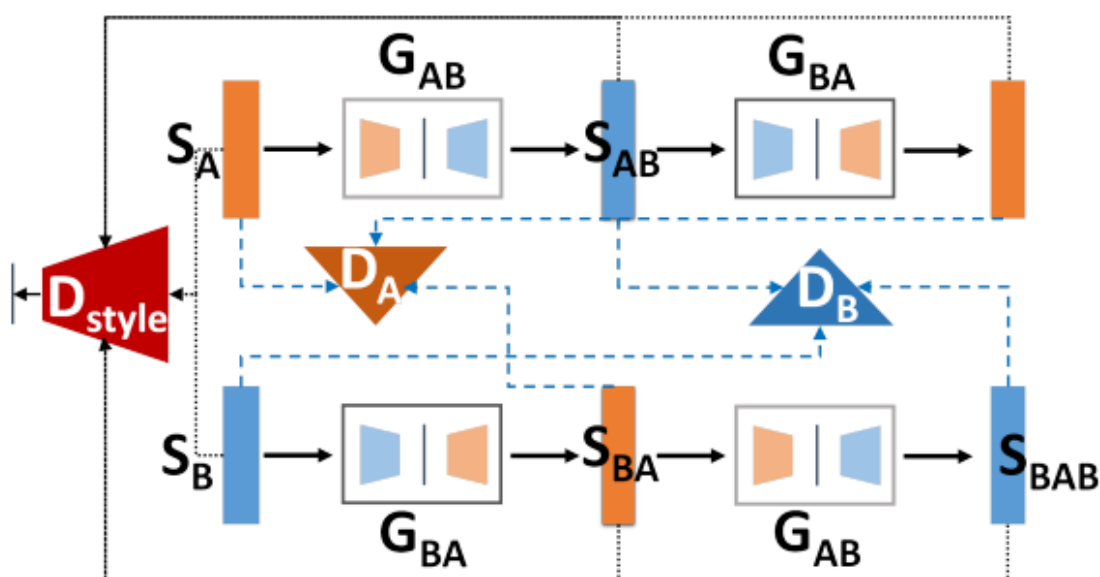 G_AB
G_BA
S_A
S_AB
D_A
D_B
D_style
S_B
S_BA
S_BAB
G_BA
G_AB